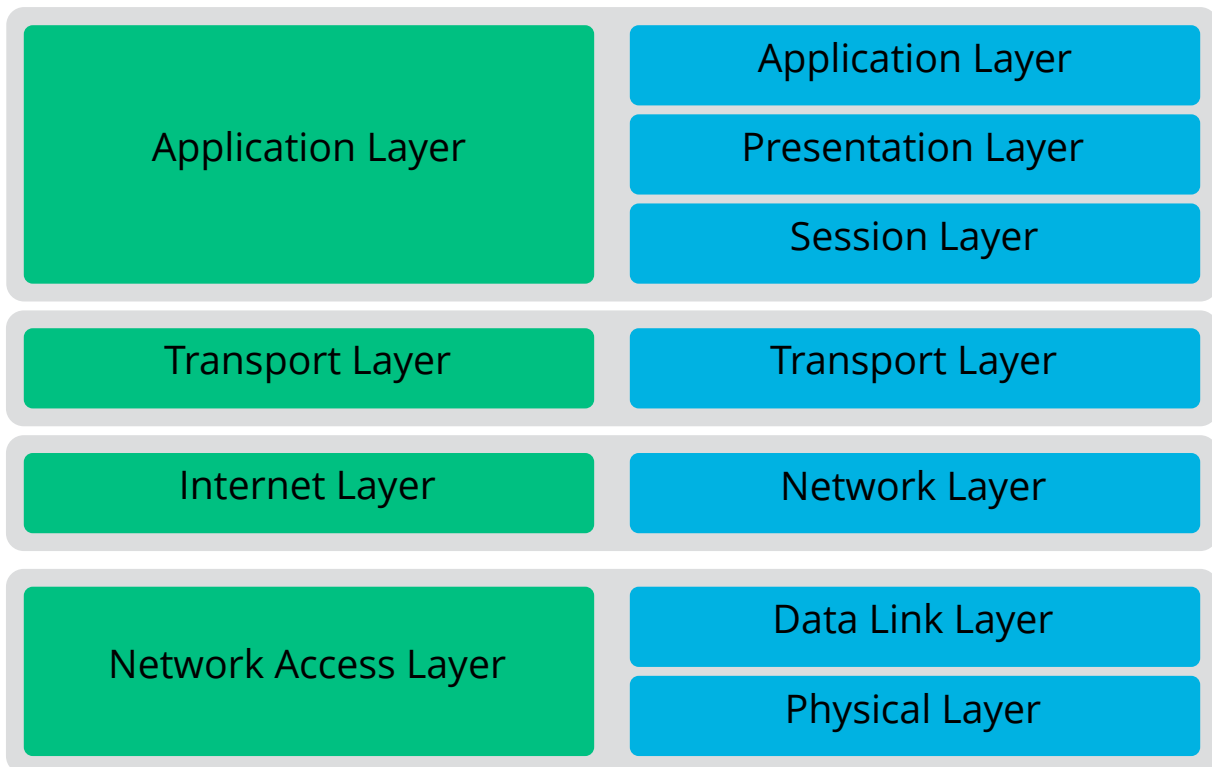 Application Layer
Application Layer
Presentation Layer
Session Layer
Transport Layer
Transport Layer
Internet Layer
Network Layer
Network Access Layer
Data Link Layer
Physical Layer